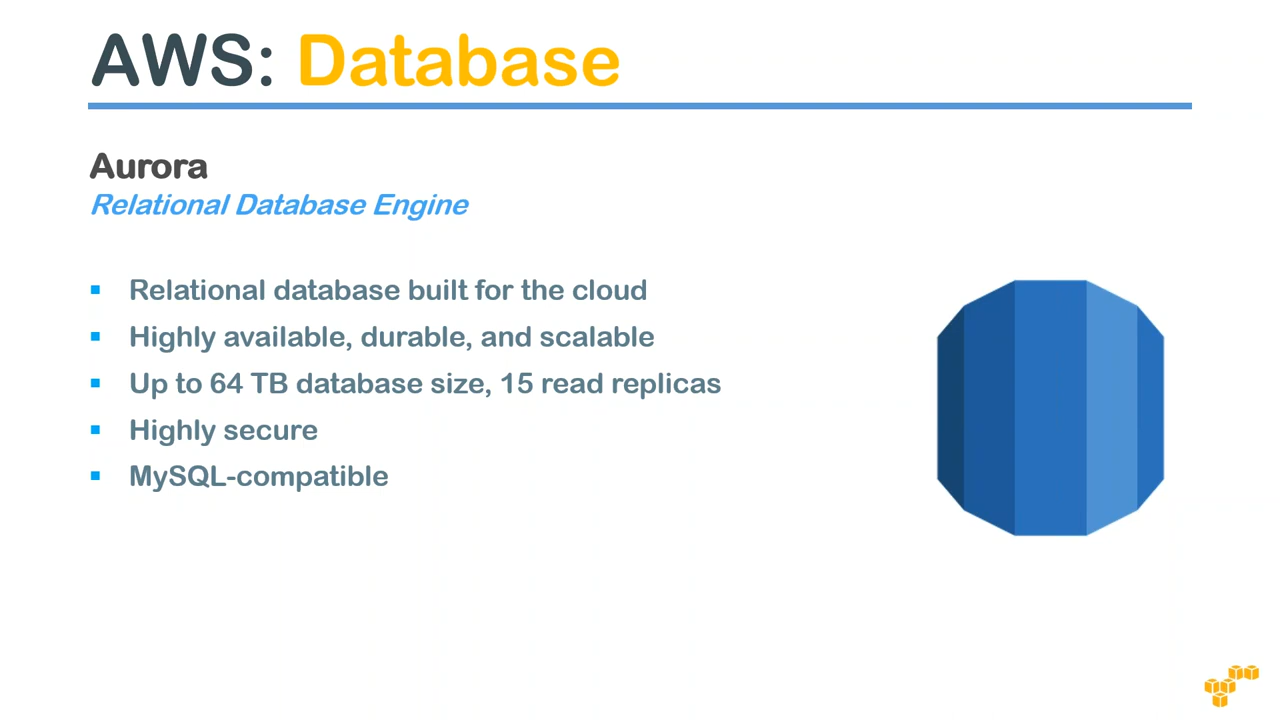 AWS: Database
Aurora
Relational Database Engine
Relational database built for the cloud
Highly available, durable, and scalable
Up to 64 TB database size, 15 read replicas
Highly secure
MySQL-compatible